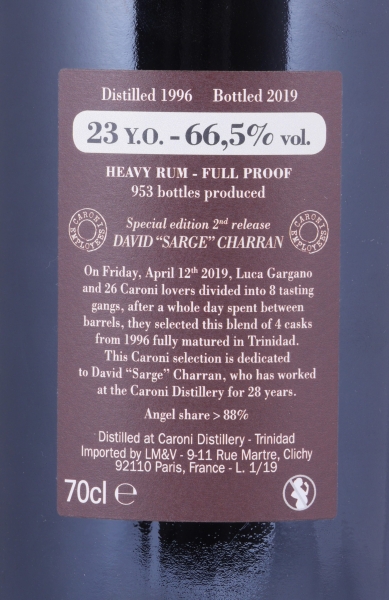 Distilled 1996 Bottled 2019
23 Y.O. - 66,5% vol.
HEAVY RUM - FULL PROOF
953 bottles produced
CARONI EMPLOYEES
Special edition 2nd release
DAVID “SARGE” CHARRAN
CARONI EMPLOYEES
On Friday, April 12th 2019, Luca Gargano
and 26 Caroni lovers divided into 8 tasting
gangs, after a whole day spent between
barrels, they selected this blend of 4 casks
from 1996 fully matured in Trinidad.
This Caroni selection is dedicated
to David “Sarge” Charran, who has worked
at the Caroni Distillery for 28 years.
Angel share > 88%
Distilled at Caroni Distillery - Trinidad
Imported by LM&V - 9-11 Rue Martre, Clichy
92110 Paris, France - L. 1/19
70cl ℮